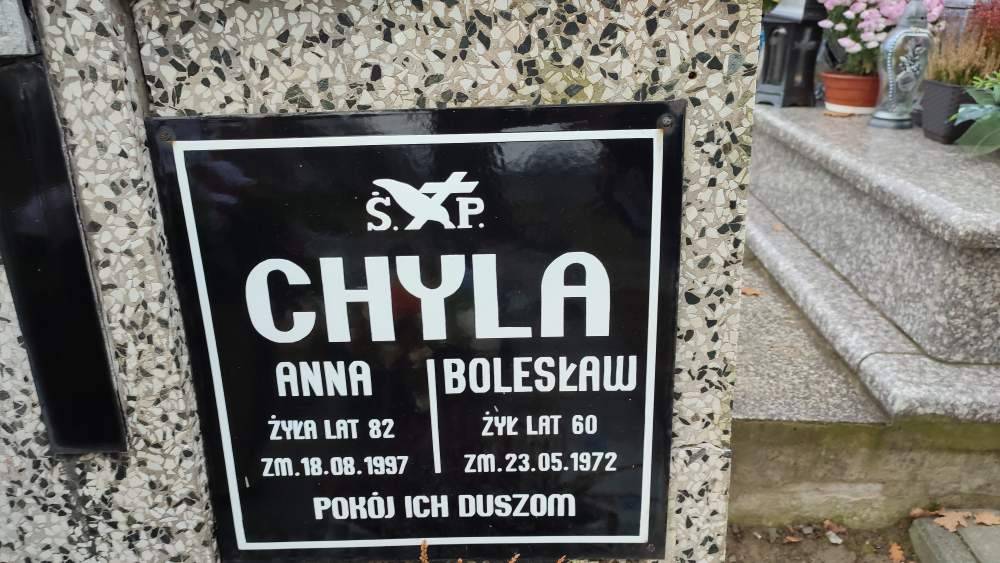 Ś.P.
CHYLA
ANNA
ŻYŁA LAT 82
ZM.18.08.1997
BOLESŁAW
ŻYŁ LAT 60
ZM.23.05.1972
POKÓJ ICH DUSZOM